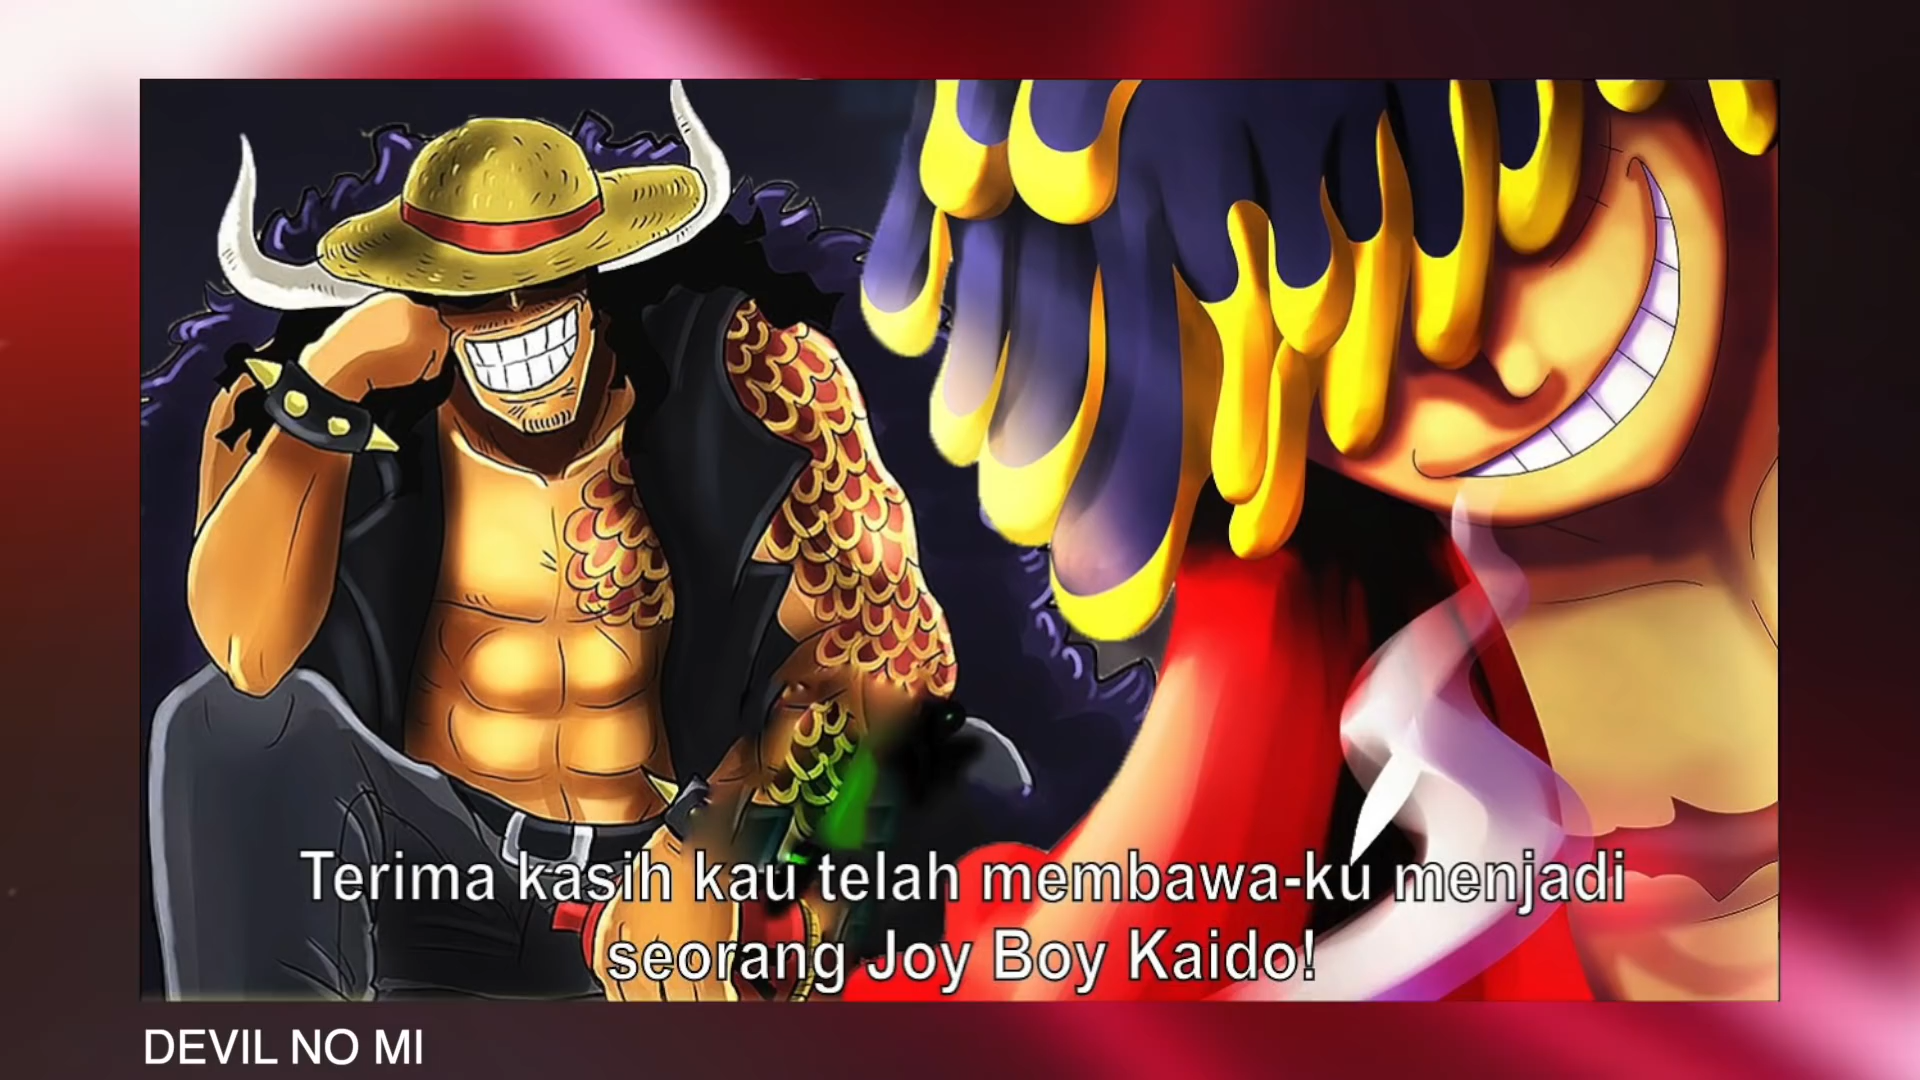 Terima kasih kau telah membawa-ku menjadi
seorang Joy Boy Kaido!
DEVIL NO MI